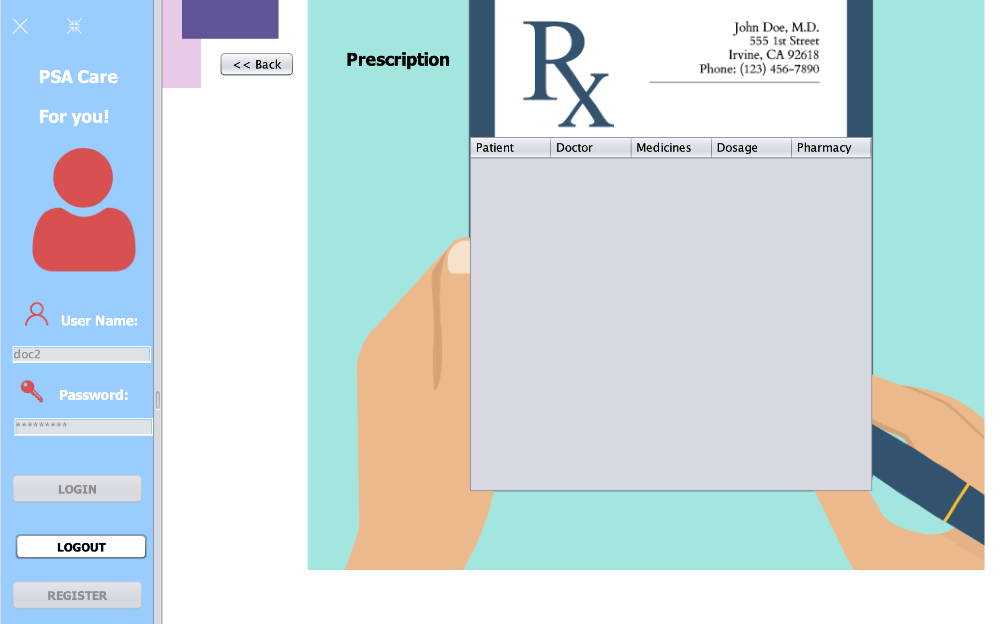 PSA Care
For you!
User Name:
doc2
Password:
*********
LOGIN
LOGOUT
REGISTER
<< Back
Prescription
Rx
John Doe, M.D.
555 1st Street
Irvine, CA 92618
Phone: (123) 456-7890
Patient Doctor Medicines Dosage Pharmacy